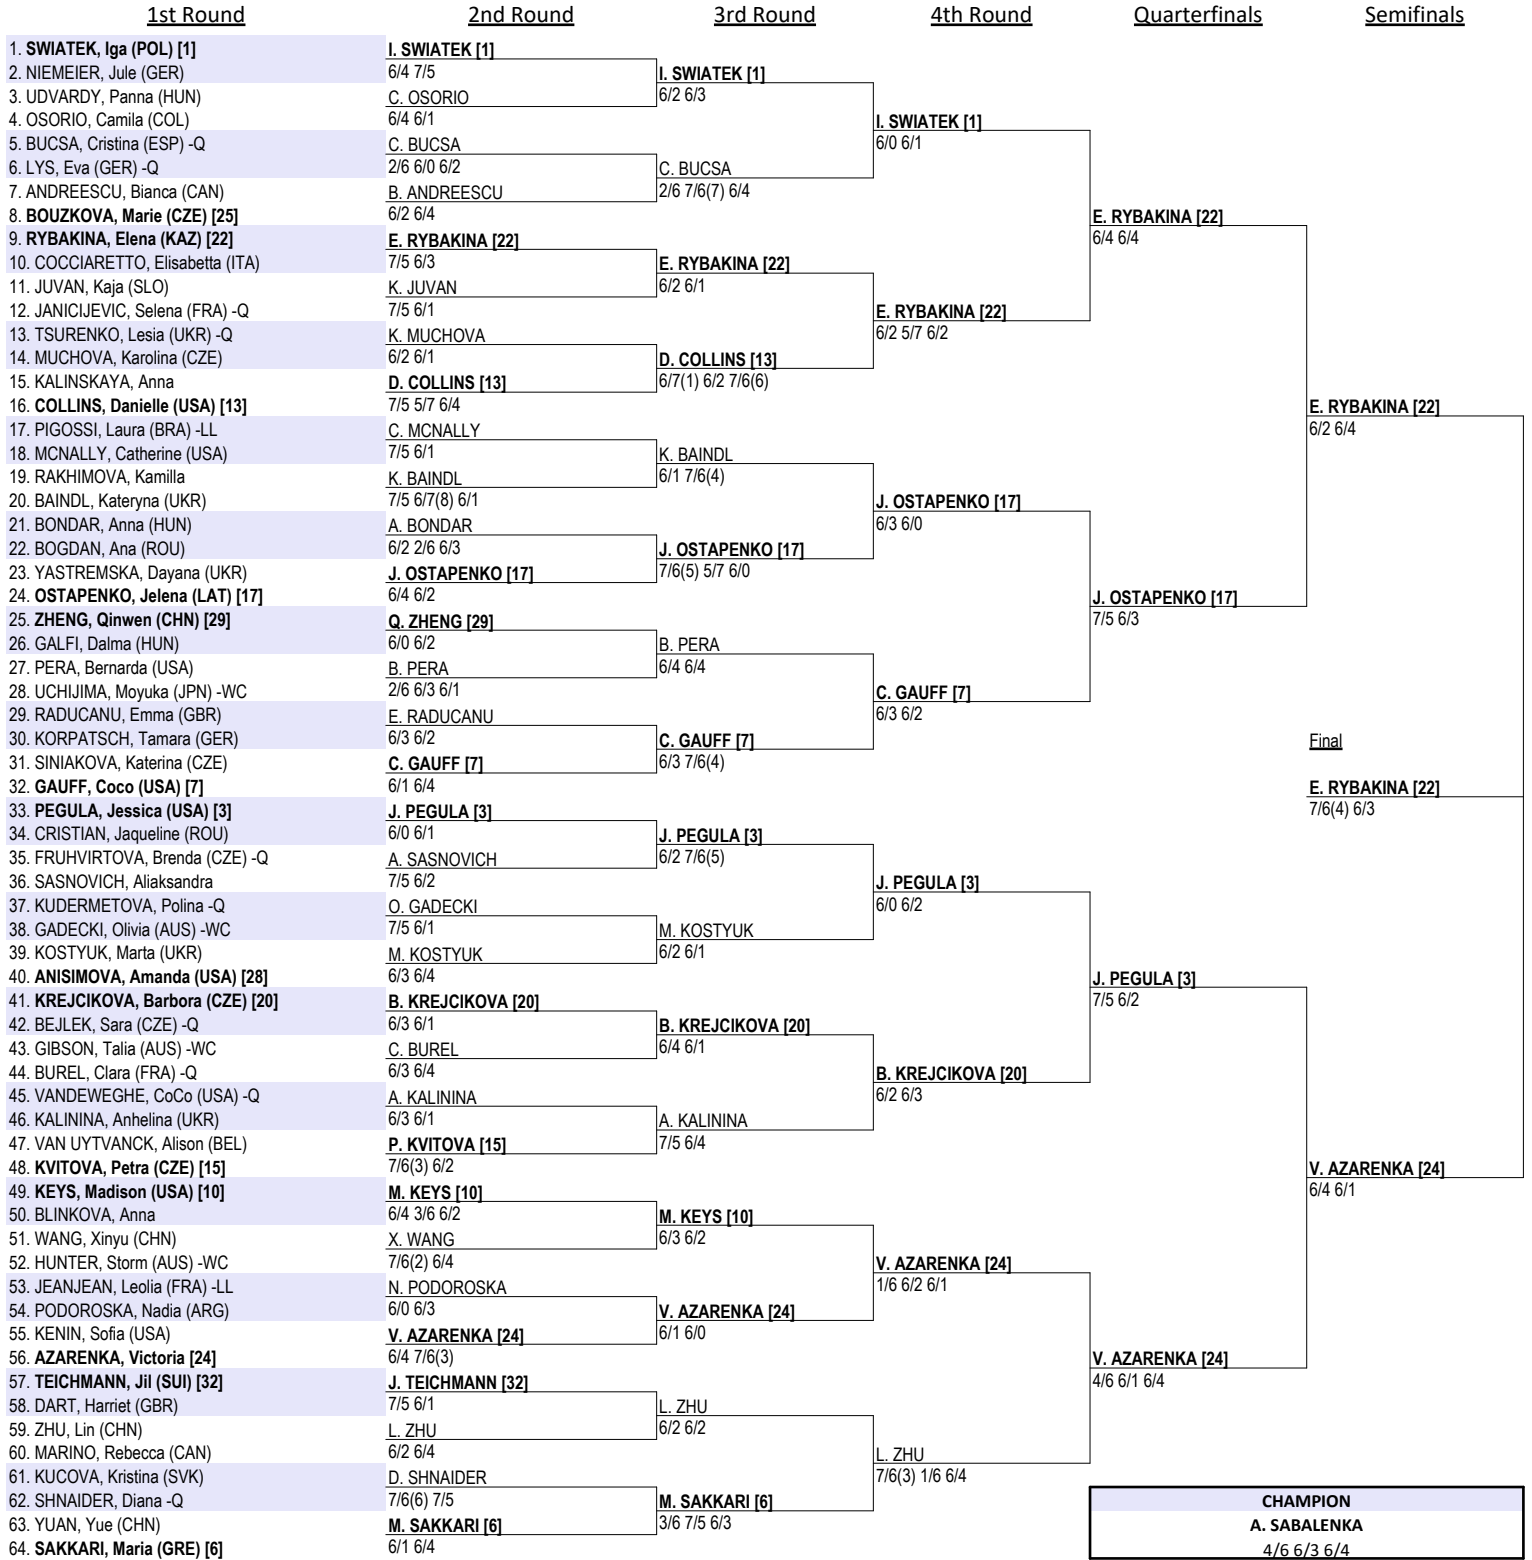 1st Round
2nd Round
3rd Round
4th Round
Quarterfinals
Semifinals
1. SWIATEK, Iga (POL) [1]
2. NIEMEIER, Jule (GER)
3. UDVARDY, Panna (HUN)
4. OSORIO, Camila (COL)
5. BUCSA, Cristina (ESP) -Q
6. LYS, Eva (GER) -Q
7. ANDREESCU, Bianca (CAN)
8. BOUZKOVA, Marie (CZE) [25]
9. RYBAKINA, Elena (KAZ) [22]
10. COCCIARETTO, Elisabetta (ITA)
11. JUVAN, Kaja (SLO)
12. JANICIJEVIC, Selena (FRA) -Q
13. TSURENKO, Lesia (UKR) -Q
14. MUCHOVA, Karolina (CZE)
15. KALINSKAYA, Anna
16. COLLINS, Danielle (USA) [13]
17. PIGOSSI, Laura (BRA) -LL
18. MCNALLY, Catherine (USA)
19. RAKHIMOVA, Kamilla
20. BAINDL, Kateryna (UKR)
21. BONDAR, Anna (HUN)
22. BOGDAN, Ana (ROU)
23. YASTREMSKA, Dayana (UKR)
24. OSTAPENKO, Jelena (LAT) [17]
25. ZHENG, Qinwen (CHN) [29]
26. GALFI, Dalma (HUN)
27. PERA, Bernarda (USA)
28. UCHIJIMA, Moyuka (JPN) -WC
29. RADUCANU, Emma (GBR)
30. KORPATSCH, Tamara (GER)
31. SINIAKOVA, Katerina (CZE)
32. GAUFF, Coco (USA) [7]
33. PEGULA, Jessica (USA) [3]
34. CRISTIAN, Jaqueline (ROU)
35. FRUHVIRTOVA, Brenda (CZE) -Q
36. SASNOVICH, Aliaksandra
37. KUDERMETOVA, Polina -Q
38. GADECKI, Olivia (AUS) -WC
39. KOSTYUK, Marta (UKR)
40. ANISIMOVA, Amanda (USA) [28]
41. KREJCIKOVA, Barbora (CZE) [20]
42. BEJLEK, Sara (CZE) -Q
43. GIBSON, Talia (AUS) -WC
44. BUREL, Clara (FRA) -Q
45. VANDEWEGHE, CoCo (USA) -Q
46. KALININA, Anhelina (UKR)
47. VAN UYTVANCK, Alison (BEL)
48. KVITOVA, Petra (CZE) [15]
49. KEYS, Madison (USA) [10]
50. BLINKOVA, Anna
51. WANG, Xinyu (CHN)
52. HUNTER, Storm (AUS) -WC
53. JEANJEAN, Leolia (FRA) -LL
54. PODOROSKA, Nadia (ARG)
55. KENIN, Sofia (USA)
56. AZARENKA, Victoria [24]
57. TEICHMANN, Jil (SUI) [32]
58. DART, Harriet (GBR)
59. ZHU, Lin (CHN)
60. MARINO, Rebecca (CAN)
61. KUCOVA, Kristina (SVK)
62. SHNAIDER, Diana -Q
63. YUAN, Yue (CHN)
64. SAKKARI, Maria (GRE) [6]
I. SWIATEK [1]
6/4 7/5
C. OSORIO
6/4 6/1
C. BUCSA
2/6 6/0 6/2
B. ANDREESCU
6/2 6/4
E. RYBAKINA [22]
7/5 6/3
K. JUVAN
7/5 6/1
K. MUCHOVA
6/2 6/1
D. COLLINS [13]
7/5 5/7 6/4
C. MCNALLY
7/5 6/1
K. BAINDL
7/5 6/7(8) 6/1
A. BONDAR
6/2 2/6 6/3
J. OSTAPENKO [17]
6/4 6/2
Q. ZHENG [29]
6/0 6/2
B. PERA
2/6 6/3 6/1
E. RADUCANU
6/3 6/2
C. GAUFF [7]
6/1 6/4
J. PEGULA [3]
6/0 6/1
A. SASNOVICH
7/5 6/2
O. GADECKI
7/5 6/1
M. KOSTYUK
6/3 6/4
B. KREJCIKOVA [20]
6/3 6/1
C. BUREL
6/3 6/4
A. KALININA
6/3 6/1
P. KVITOVA [15]
7/6(3) 6/2
M. KEYS [10]
6/4 3/6 6/2
X. WANG
7/6(2) 6/4
N. PODOROSKA
6/0 6/3
V. AZARENKA [24]
6/4 7/6(3)
J. TEICHMANN [32]
7/5 6/1
L. ZHU
6/2 6/4
D. SHNAIDER
7/6(6) 7/5
M. SAKKARI [6]
6/1 6/4
I. SWIATEK [1]
6/2 6/3
C. BUCSA
2/6 7/6(7) 6/4
E. RYBAKINA [22]
6/2 6/1
D. COLLINS [13]
6/7(1) 6/2 7/6(6)
K. BAINDL
6/1 7/6(4)
J. OSTAPENKO [17]
7/6(5) 5/7 6/0
B. PERA
6/4 6/4
C. GAUFF [7]
6/3 7/6(4)
J. PEGULA [3]
6/2 7/6(5)
M. KOSTYUK
6/2 6/1
B. KREJCIKOVA [20]
6/4 6/1
A. KALININA
7/5 6/4
M. KEYS [10]
6/3 6/2
V. AZARENKA [24]
6/1 6/0
L. ZHU
6/2 6/2
M. SAKKARI [6]
3/6 7/5 6/3
I. SWIATEK [1]
6/0 6/1
E. RYBAKINA [22]
6/2 5/7 6/2
J. OSTAPENKO [17]
6/3 6/0
C. GAUFF [7]
6/3 6/2
J. PEGULA [3]
6/0 6/2
B. KREJCIKOVA [20]
6/2 6/3
V. AZARENKA [24]
1/6 6/2 6/1
L. ZHU
7/6(3) 1/6 6/4
E. RYBAKINA [22]
6/4 6/4
J. OSTAPENKO [17]
7/5 6/3
J. PEGULA [3]
7/5 6/2
V. AZARENKA [24]
4/6 6/1 6/4
E. RYBAKINA [22]
6/2 6/4
Final
E. RYBAKINA [22]
7/6(4) 6/3
V. AZARENKA [24]
6/4 6/1
CHAMPION
A. SABALENKA
4/6 6/3 6/4